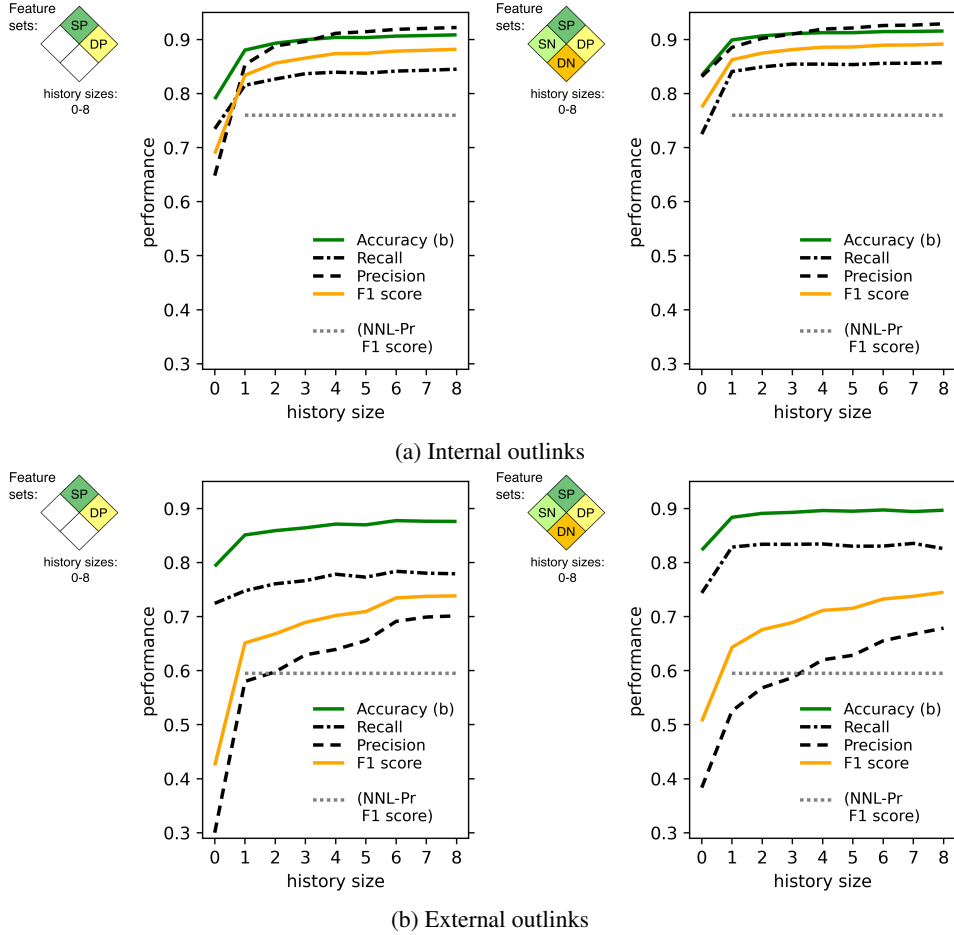 Feature
sets:
SP
DP
history sizes:
0-8
performance
0.9
0.8
0.7
0.6
0.5
0.4
0.3
Accuracy (b)
Recall
Precision
F1 score
(NNL-Pr
F1 score)
0 1 2 3 4 5 6 7 8
history size
Feature
sets:
SP
SN DP
DN
history sizes:
0-8
performance
0.9
0.8
0.7
0.6
0.5
0.4
0.3
Accuracy (b)
Recall
Precision
F1 score
(NNL-Pr
F1 score)
0 1 2 3 4 5 6 7 8
history size
(a) Internal outlinks
Feature
sets:
SP
DP
history sizes:
0-8
performance
0.9
0.8
0.7
0.6
0.5
0.4
0.3
Accuracy (b)
Recall
Precision
F1 score
(NNL-Pr
F1 score)
0 1 2 3 4 5 6 7 8
history size
Feature
sets:
SP
SN DP
DN
history sizes:
0-8
performance
0.9
0.8
0.7
0.6
0.5
0.4
0.3
Accuracy (b)
Recall
Precision
F1 score
(NNL-Pr
F1 score)
0 1 2 3 4 5 6 7 8
history size
(b) External outlinks